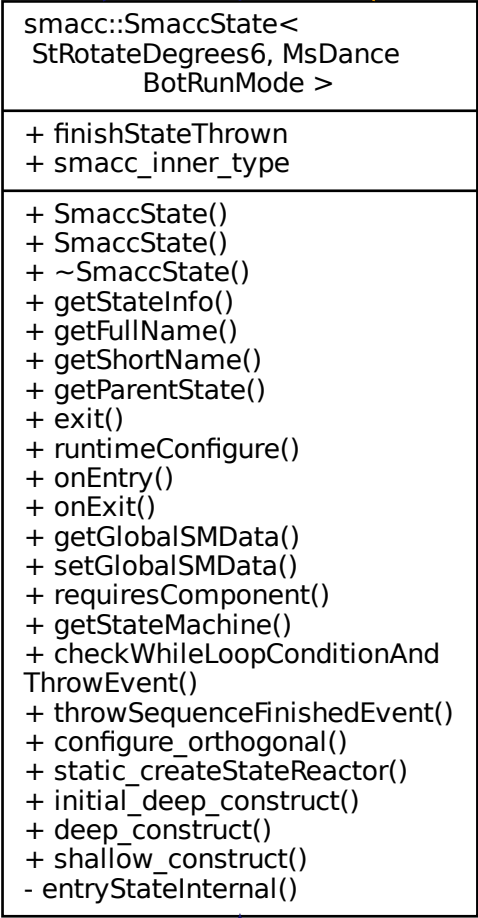 smacc::SmaccState<
StRotateDegrees6, MsDance
BotRunMode >
+ finishStateThrown
+ smacc_inner_type
+ SmaccState()
+ SmaccState()
+ ~SmaccState()
+ getStateInfo()
+ getFullName()
+ getShortName()
+ getParentState()
+ exit()
+ runtimeConfigure()
+ onEntry()
+ onExit()
+ getGlobalSMData()
+ setGlobalSMData()
+ requiresComponent()
+ getStateMachine()
+ checkWhileLoopConditionAnd
ThrowEvent()
+ throwSequenceFinishedEvent()
+ configure_orthogonal()
+ static_createStateReactor()
+ initial_deep_construct()
+ deep_construct()
+ shallow_construct()
- entryStateInternal()